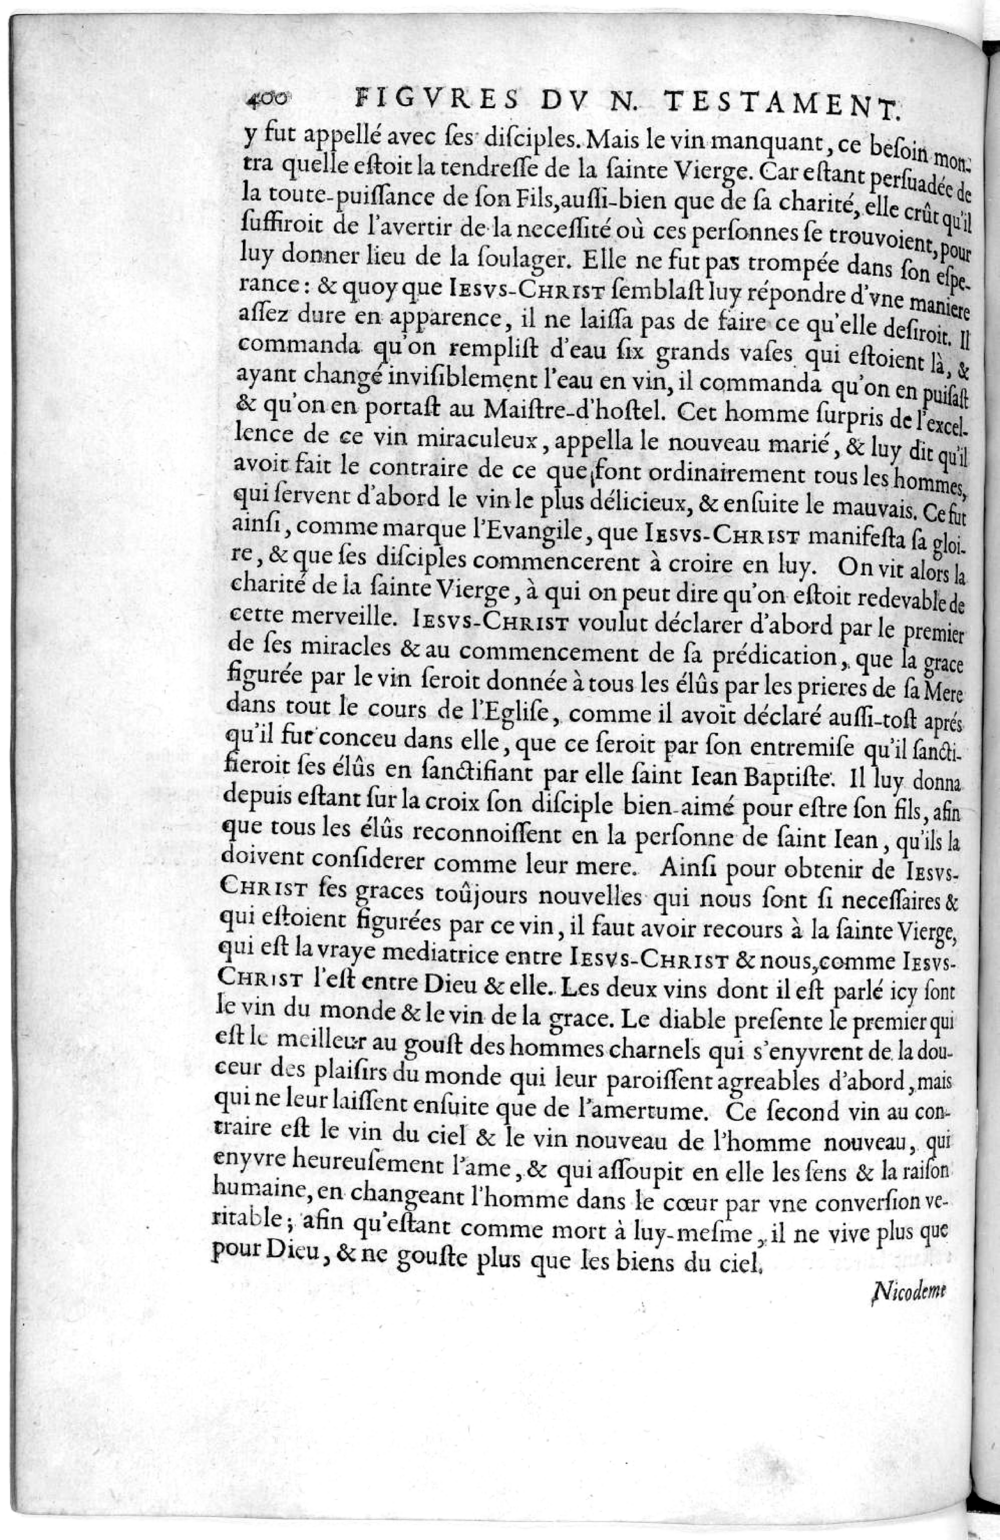 400 FIGVRES DV N. TESTAMENT.
y fut appellé avec ſes diſciples. Mais le vin manquant, ce beſoin mon-
tra quelle eſtoit la tendreſſe de la ſainte Vierge. Car eſtant perſuadée de
la toute-puiſſance de ſon Fils, auſſi-bien que de ſa charité, elle crût qu'il
ſuffiroit de l'avertir de la neceſſité où ces perſonnes ſe trouvoient, pour
luy donner lieu de la ſoulager. Elle ne fut pas trompée dans ſon eſpe-
rance: & quoy que IESVS-CHRIST ſemblaſt luy répondre d'vne maniere
aſſez dure en apparence, il ne laiſſa pas de faire ce qu'elle deſiroit. Il
commanda qu'on rempliſt d'eau ſix grands vaſes qui eſtoient là, &
ayant changé inviſiblement l'eau en vin, il commanda qu'on en puiſaſt
& qu'on en portaſt au Maiſtre-d'hoſtel. Cet homme ſurpris de l'excel-
lence de ce vin miraculeux, appella le nouveau marié, & luy dit qu'il
avoit fait le contraire de ce que font ordinairement tous les hommes,
qui ſervent d'abord le vin le plus délicieux, & enſuite le mauvais. Ce fut
ainſi, comme marque l'Evangile, que IESVS-CHRIST manifeſta ſa gloi-
re, & que ſes diſciples commencerent à croire en luy. On vit alors la
charité de la ſainte Vierge, à qui on peut dire qu'on eſtoit redevable de
cette merveille. IESVS-CHRIST voulut déclarer d'abord par le premier
de ſes miracles & au commencement de ſa prédication, que la grace
figurée par le vin ſeroit donnée à tous les élûs par les prieres de ſa Mere
dans tout le cours de l'Egliſe, comme il avoit déclaré auſſi-toſt aprés
qu'il fut conceu dans elle, que ce ſeroit par ſon entremiſe qu'il ſancti-
fieroit ſes élûs en ſanctifiant par elle ſaint Iean Baptiſte. Il luy donna
depuis eſtant ſur la croix ſon diſciple bien-aimé pour eſtre ſon fils, afin
que tous les élûs reconnoiſſent en la perſonne de ſaint Iean, qu'ils la
doivent conſiderer comme leur mere. Ainſi pour obtenir de IESVS-
CHRIST ſes graces toûjours nouvelles qui nous ſont ſi neceſſaires &
qui eſtoient figurées par ce vin, il faut avoir recours à la ſainte Vierge,
qui eſt la vraye mediatrice entre IESVS-CHRIST & nous, comme IESVS-
CHRIST l'eſt entre Dieu & elle. Les deux vins dont il eſt parlé icy ſont
le vin du monde & le vin de la grace. Le diable preſente le premier qui
eſt le meilleur au gouſt des hommes charnels qui s'enyvrent de la dou-
ceur des plaiſirs du monde qui leur paroiſſent agreables d'abord, mais
qui ne leur laiſſent enſuite que de l'amertume. Ce ſecond vin au con-
traire eſt le vin du ciel & le vin nouveau de l'homme nouveau, qui
enyvre heureuſement l'ame, & qui aſſoupit en elle les ſens & la raiſon
humaine, en changeant l'homme dans le cœur par vne converſion ve-
ritable; afin qu'eſtant comme mort à luy-meſme, il ne vive plus que
pour Dieu, & ne gouſte plus que les biens du ciel.
Nicodeme